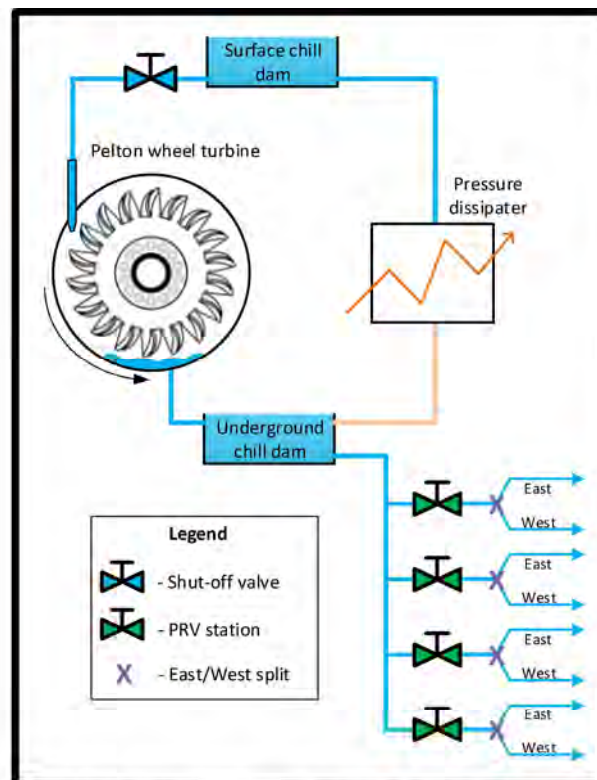 Surface chill
dam
Pelton wheel turbine
Pressure
dissipater
Underground
chill dam
East
West
East
West
East
West
East
West
Legend
- Shut-off valve
- PRV station
- East/West split